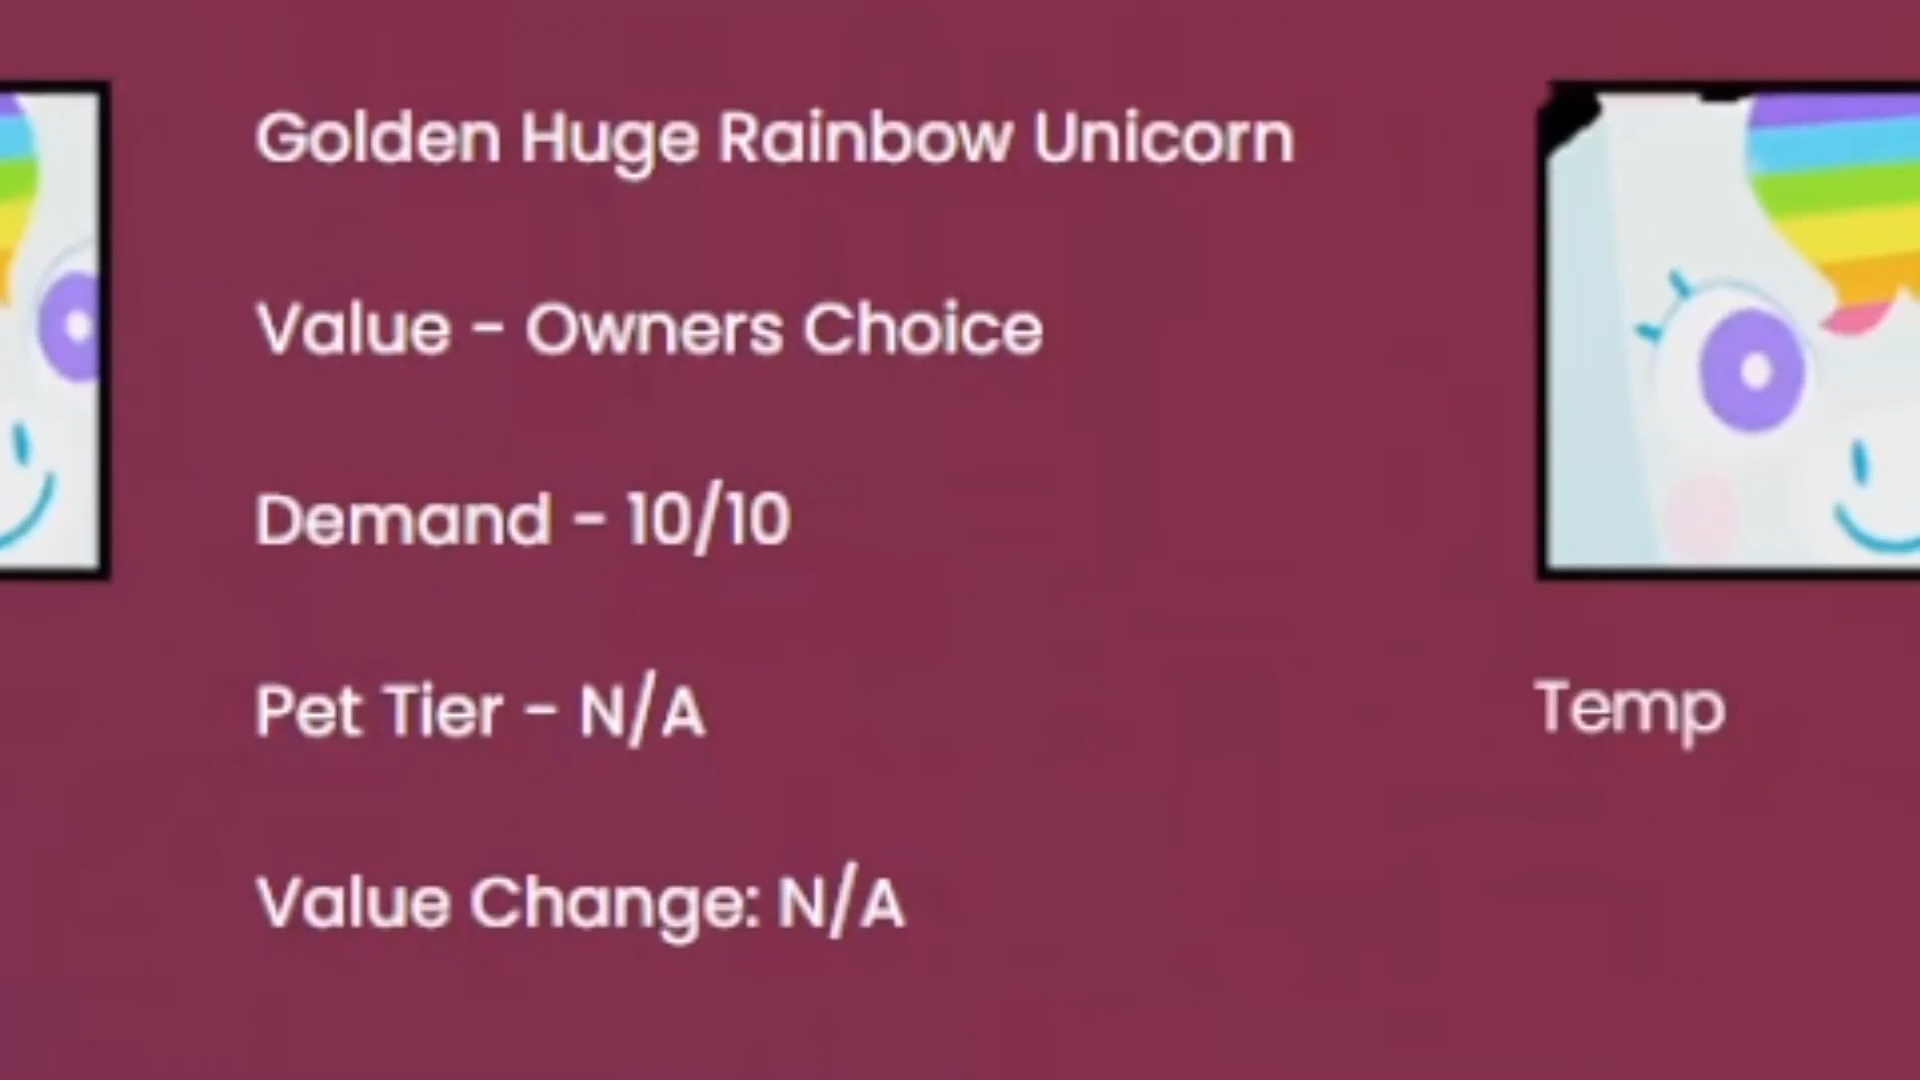 Golden Huge Rainbow Unicorn
Value - Owners Choice
Demand - 10/10
Pet Tier - N/A
Temp
Value Change: N/A